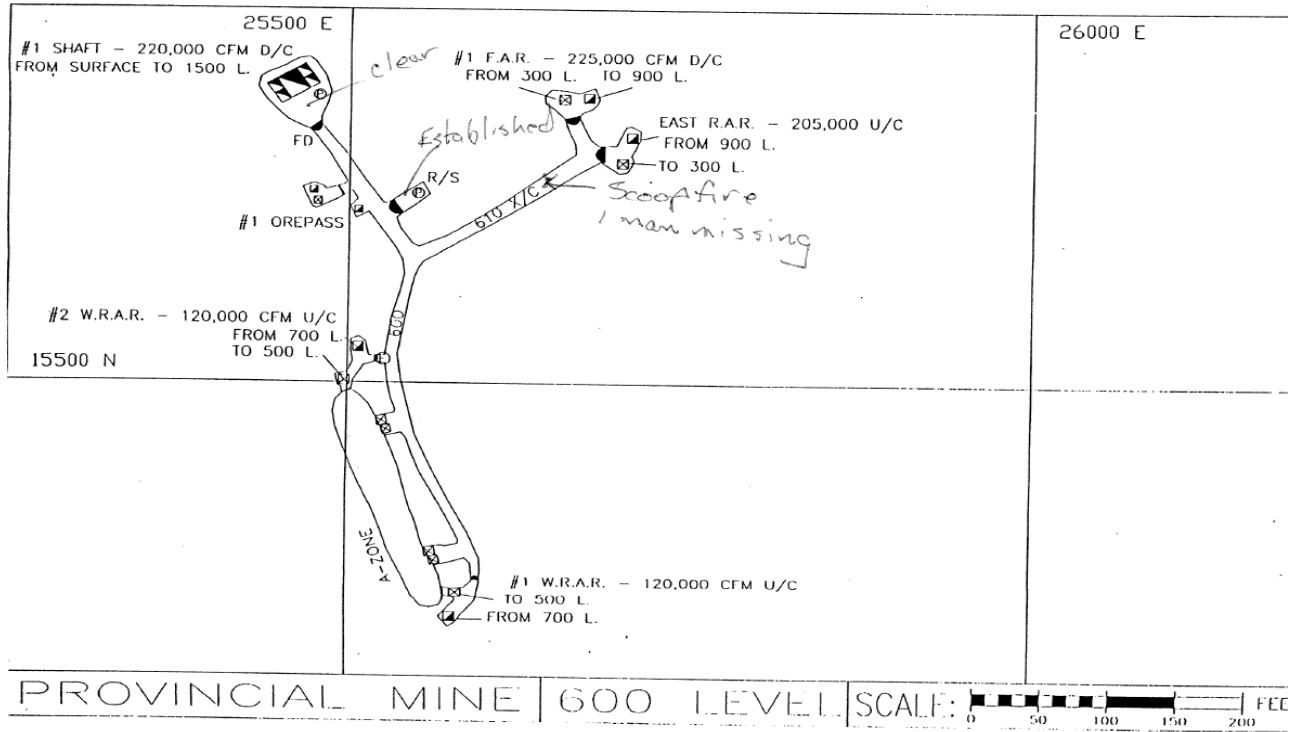 25500 E
26000 E
#1 SHAFT - 220,000 CFM D/C
FROM SURFACE TO 1500 L.
clear
#1 F.A.R. - 225,000 CFM D/C
FROM 300 L. TO 900 L.
FD
Established
EAST R.A.R. - 205,000 U/C
FROM 900 L.
TO 300 L.
R/S
#1 OREPASS
610 X/C
Scoopfire
1 man missing
#2 W.R.A.R. - 120,000 CFM U/C
FROM 700 L.
TO 500 L.
600
15500 N
A-ZONE
#1 W.R.A.R. - 120,000 CFM U/C
TO 500 L.
FROM 700 L.
PROVINCIAL MINE 600 LEVEL SCALE:
0 50 100 150 200 FEE